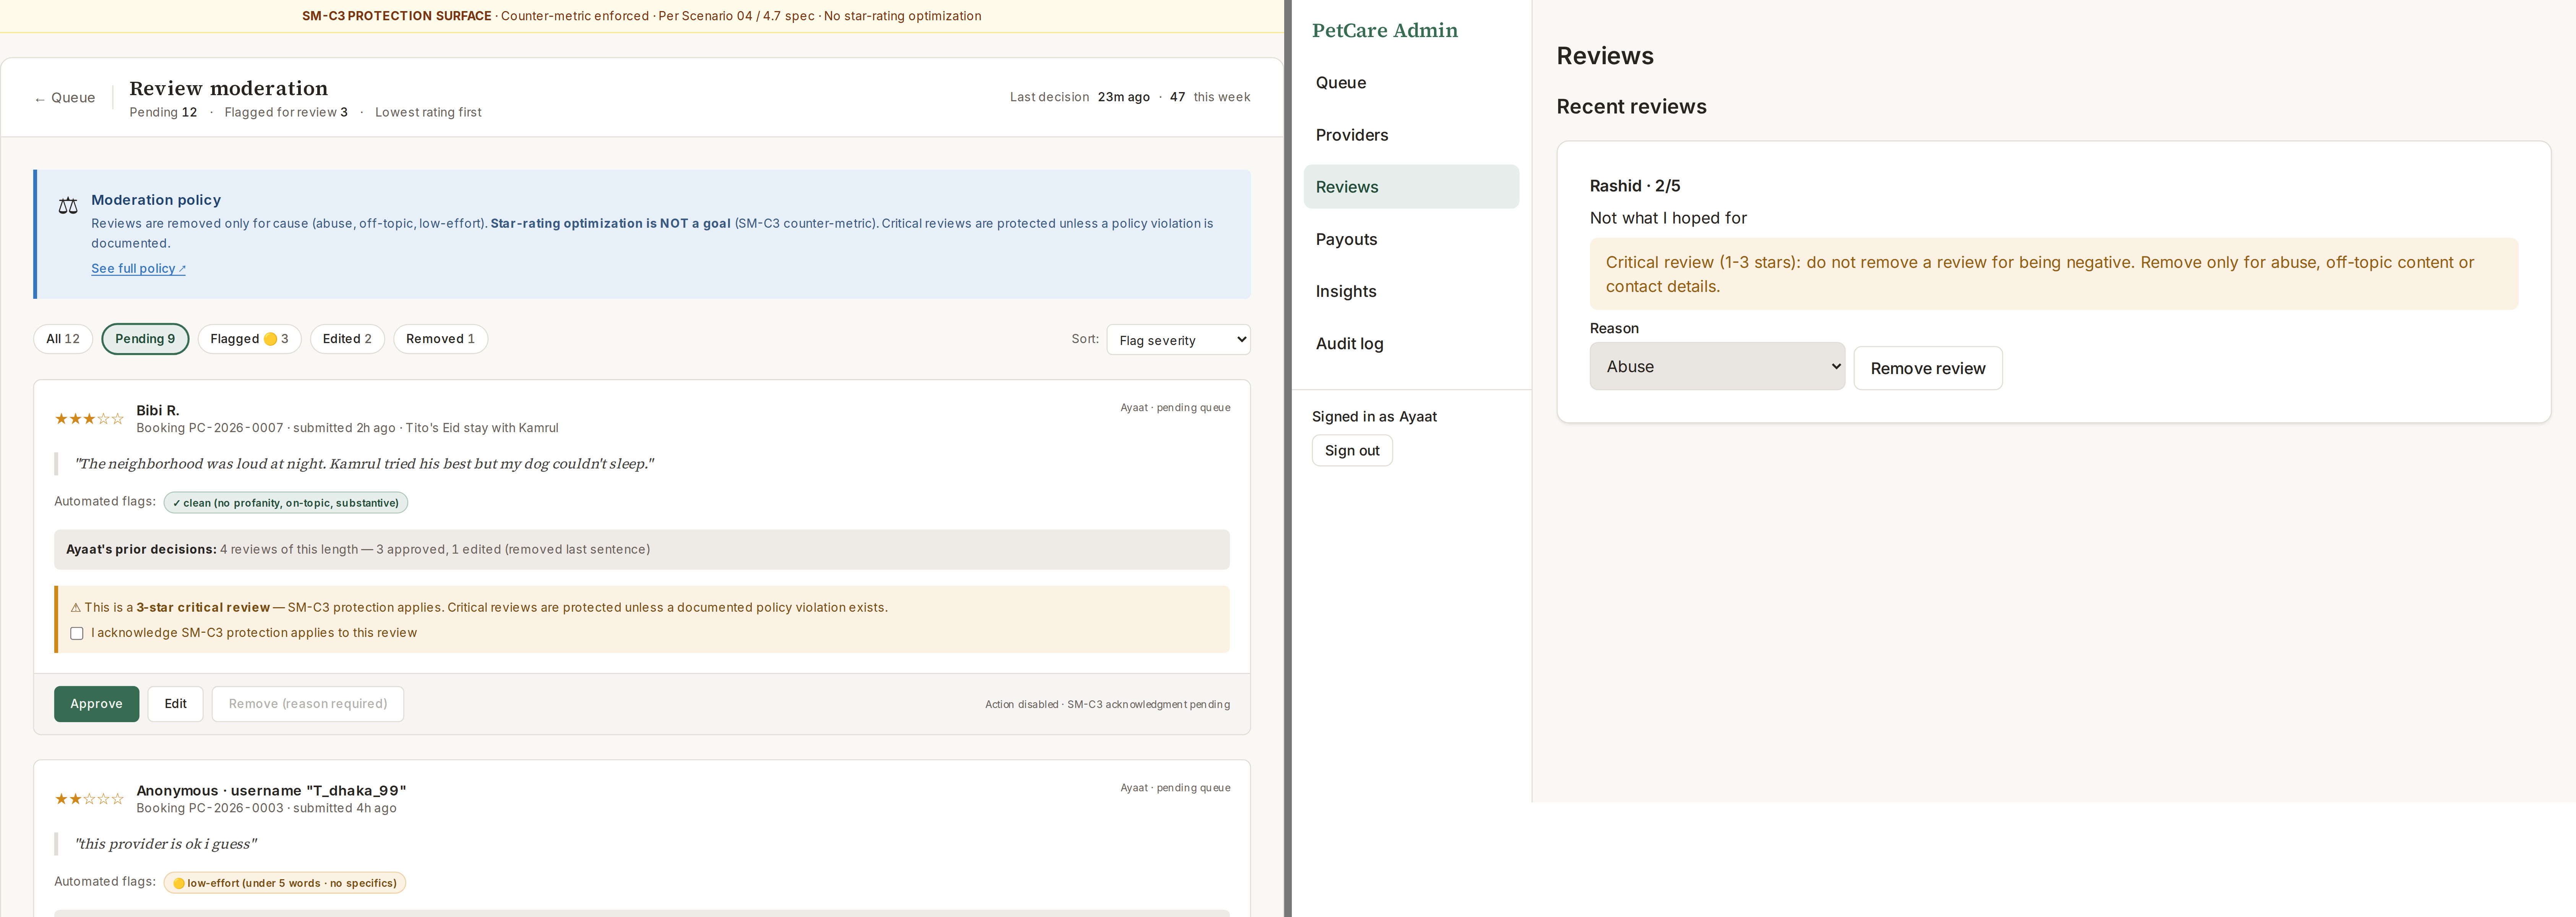 SM-C3 PROTECTION SURFACE · Counter-metric enforced · Per Scenario 04 / 4.7 spec · No star-rating optimization
← Queue
Review moderation
Pending 12 · Flagged for review 3 · Lowest rating first
Last decision 23m ago · 47 this week
Moderation policy
Reviews are removed only for cause (abuse, off-topic, low-effort). Star-rating optimization is NOT a goal (SM-C3 counter-metric). Critical reviews are protected unless a policy violation is
documented.
See full policy ↗
All 12
Pending 9
Flagged 🟡 3
Edited 2
Removed 1
Sort: Flag severity
★★★☆☆
Bibi R.
Booking PC-2026-0007 · submitted 2h ago · Tito's Eid stay with Kamrul
Ayaat · pending queue
"The neighborhood was loud at night. Kamrul tried his best but my dog couldn't sleep."
Automated flags: ✓ clean (no profanity, on-topic, substantive)
Ayaat's prior decisions: 4 reviews of this length — 3 approved, 1 edited (removed last sentence)
⚠ This is a 3-star critical review — SM-C3 protection applies. Critical reviews are protected unless a documented policy violation exists.
I acknowledge SM-C3 protection applies to this review
Approve
Edit
Remove (reason required)
Action disabled · SM-C3 acknowledgment pending
★★☆☆☆
Anonymous · username "T_dhaka_99"
Booking PC-2026-0003 · submitted 4h ago
Ayaat · pending queue
"this provider is ok i guess"
Automated flags: 🟡 low-effort (under 5 words · no specifics)
PetCare Admin
Queue
Providers
Reviews
Payouts
Insights
Audit log
Signed in as Ayaat
Sign out
Reviews
Recent reviews
Rashid · 2/5
Not what I hoped for
Critical review (1-3 stars): do not remove a review for being negative. Remove only for abuse, off-topic content or
contact details.
Reason
Abuse
Remove review